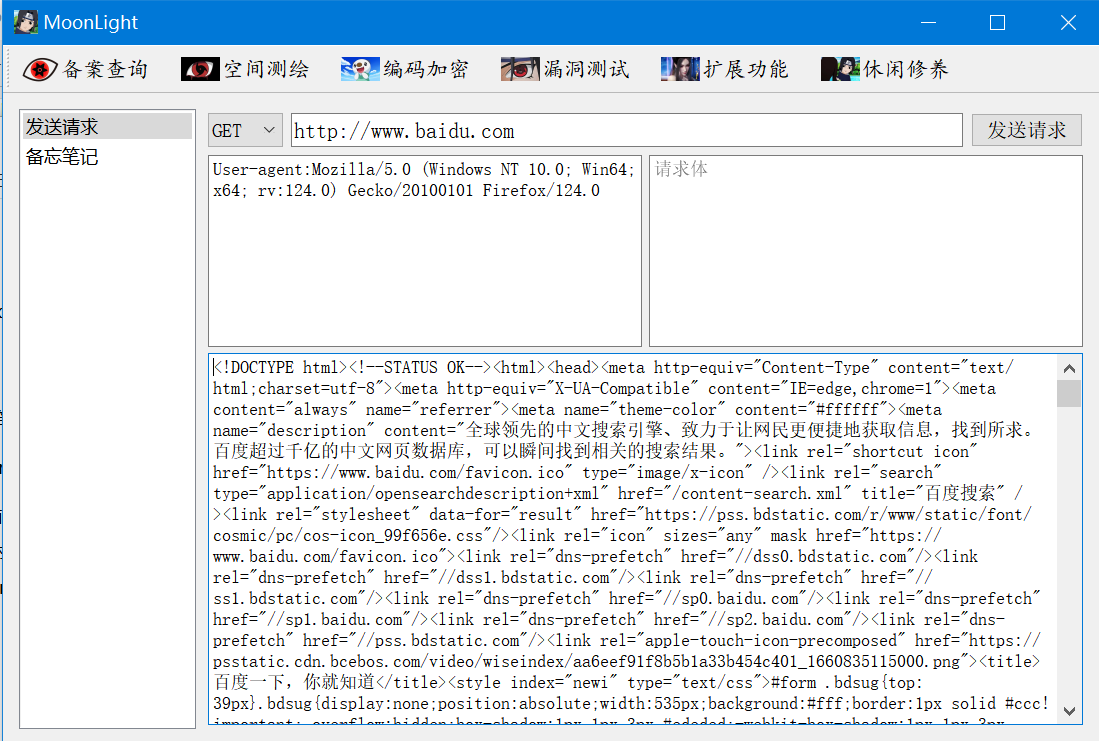 MoonLight
备案查询 空间测绘 编码加密 漏洞测试 扩展功能 休闲修养
发送请求
备忘笔记
GET http://www.baidu.com 发送请求
User-agent:Mozilla/5.0 (Windows NT 10.0; Win64;
x64; rv:124.0) Gecko/20100101 Firefox/124.0
请求体
<!DOCTYPE html><!--STATUS OK--><html><head><meta http-equiv="Content-Type" content="text/
html;charset=utf-8"><meta http-equiv="X-UA-Compatible" content="IE=edge,chrome=1"><meta
content="always" name="referrer"><meta name="theme-color" content="#ffffff"><meta
name="description" content="全球领先的中文搜索引擎、致力于让网民更便捷地获取信息，找到所求。
百度超过千亿的中文网页数据库，可以瞬间找到相关的搜索结果。"><link rel="shortcut icon"
href="https://www.baidu.com/favicon.ico" type="image/x-icon" /><link rel="search"
type="application/opensearchdescription+xml" href="/content-search.xml" title="百度搜索" /
><link rel="stylesheet" data-for="result" href="https://pss.bdstatic.com/r/www/static/font/
cosmic/pc/cos-icon_99f656e.css"/><link rel="icon" sizes="any" mask href="https://
www.baidu.com/favicon.ico"><link rel="dns-prefetch" href="//dss0.bdstatic.com"/><link
rel="dns-prefetch" href="//dss1.bdstatic.com"/><link rel="dns-prefetch" href="//
ss1.bdstatic.com"/><link rel="dns-prefetch" href="//sp0.baidu.com"/><link rel="dns-prefetch"
href="//sp1.baidu.com"/><link rel="dns-prefetch" href="//sp2.baidu.com"/><link rel="dns-
prefetch" href="//pss.bdstatic.com"/><link rel="apple-touch-icon-precomposed" href="https://
psstatic.cdn.bcebos.com/video/wiseindex/aa6eef91f8b5b1a33b454c401_1660835115000.png"><title>
百度一下，你就知道</title><style index="newi" type="text/css">#form .bdsug{top:
39px}.bdsug{display:none;position:absolute;width:535px;background:#fff;border:1px solid #ccc!
important;_overflow:hidden;box-shadow:1px 1px 3px #ededed;-webkit-box-shadow:1px 1px 3px